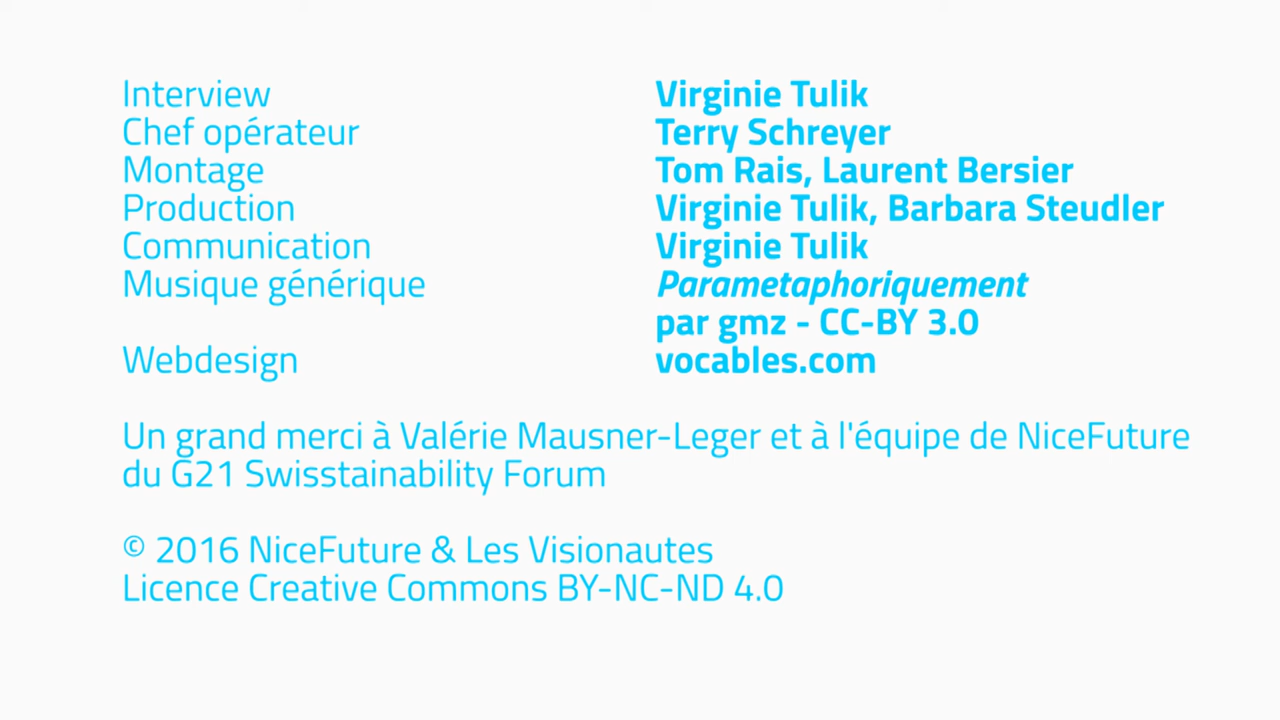 Interview Virginie Tulik
Chef opérateur Terry Schreyer
Montage Tom Rais, Laurent Bersier
Production Virginie Tulik, Barbara Steudler
Communication Virginie Tulik
Musique générique Parametaphoriquement
par gmz - CC-BY 3.0
Webdesign vocables.com
Un grand merci à Valérie Mausner-Leger et à l'équipe de NiceFuture
du G21 Swisstainability Forum
© 2016 NiceFuture & Les Visionautes
Licence Creative Commons BY-NC-ND 4.0